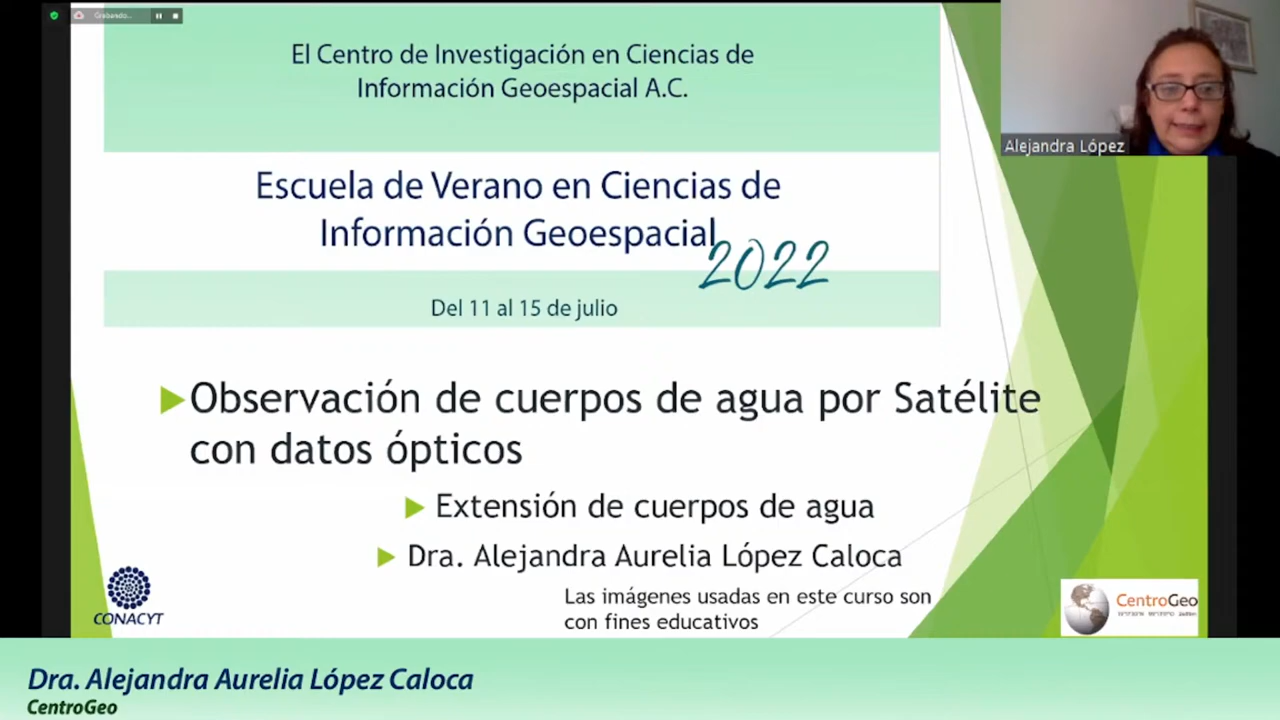 Grabando...
El Centro de Investigación en Ciencias de
Información Geoespacial A.C.
Escuela de Verano en Ciencias de
Información Geoespacial
2022
Del 11 al 15 de julio
Alejandra López
Observación de cuerpos de agua por Satélite
con datos ópticos
Extensión de cuerpos de agua
Dra. Alejandra Aurelia López Caloca
Las imágenes usadas en este curso son
con fines educativos
CONACYT
CentroGeo
Dra. Alejandra Aurelia López Caloca
CentroGeo